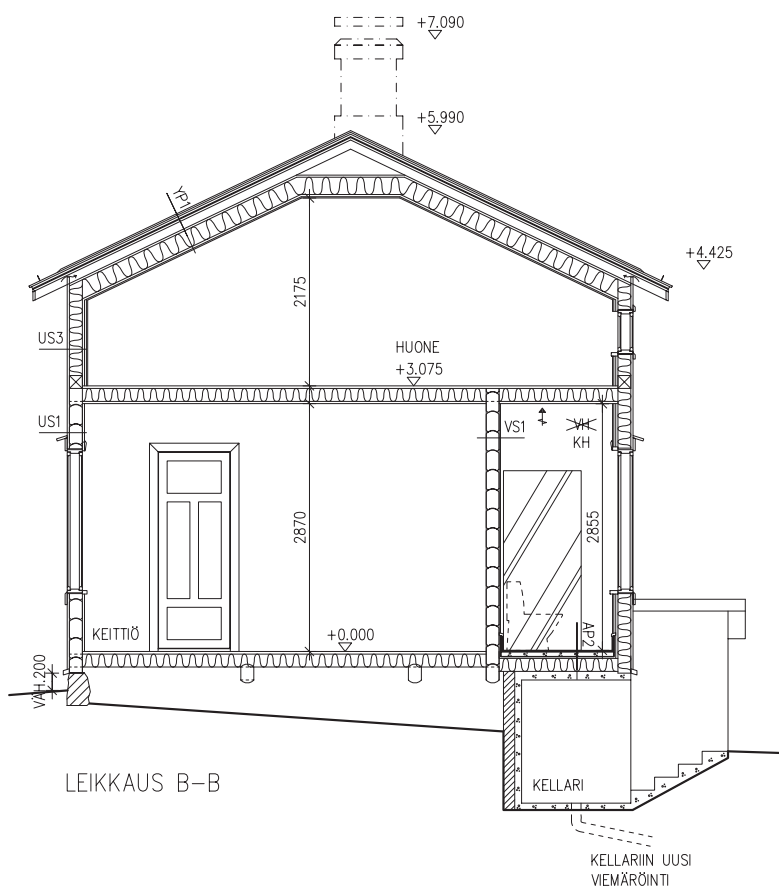 +7.090
+5.990
YP1
+4.425
2175
US3
HUONE
+3.075
US1
VS1
VH
KH
2870
2855
KEITTIÖ
+0.000
AP2
VÄH.200
LEIKKAUS B-B
KELLARI
KELLARIIN UUSI
VIEMÄRÖINTI